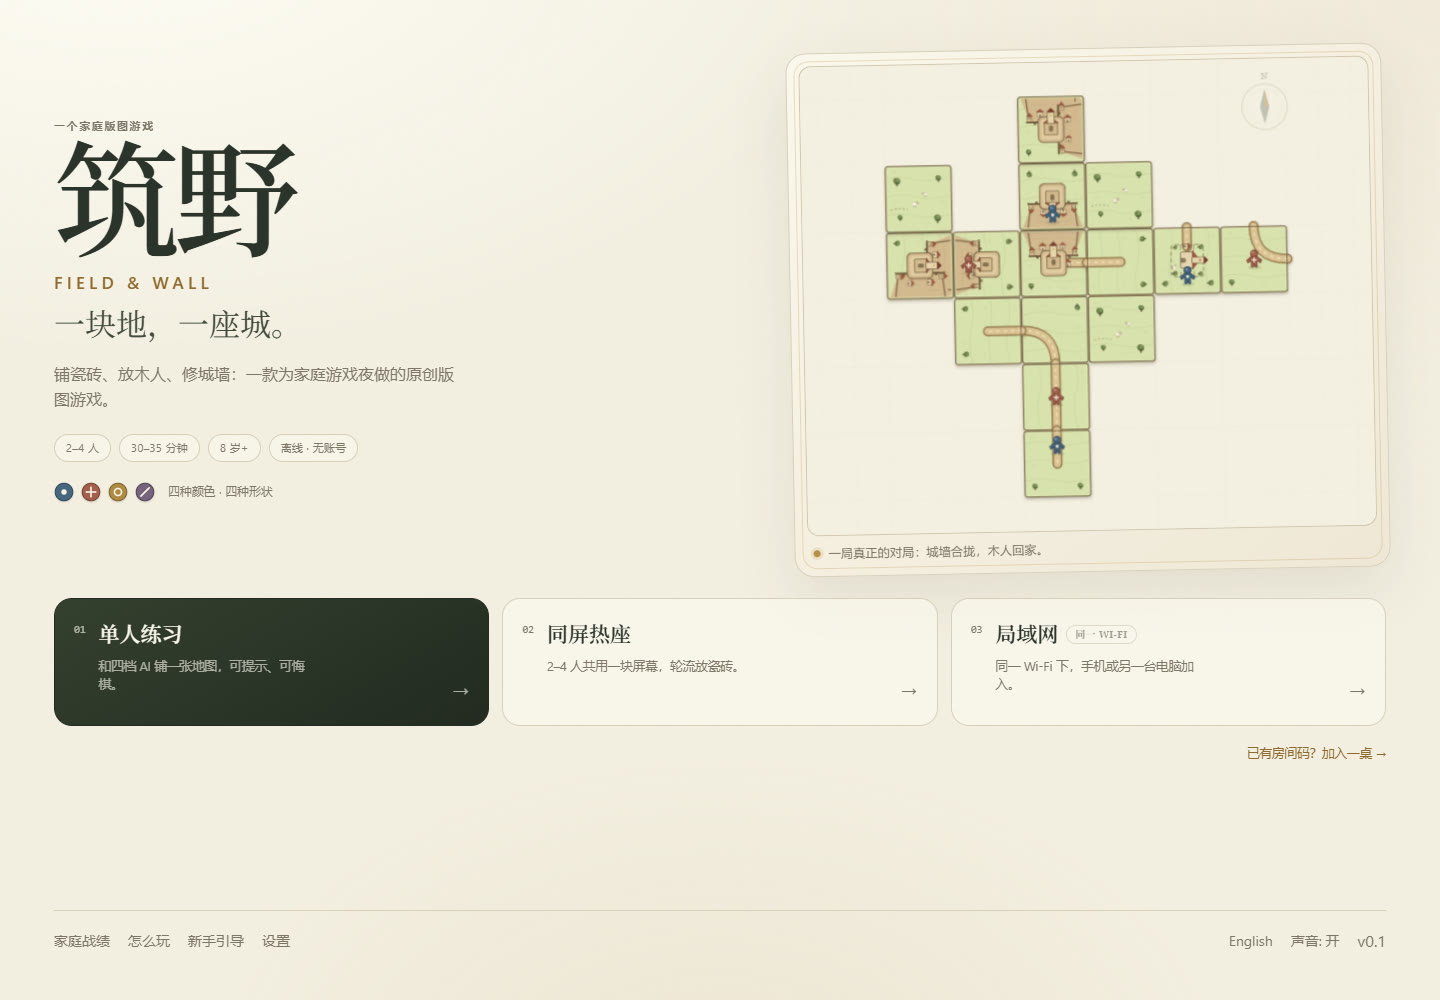 一个家庭版图游戏
筑野
FIELD & WALL
一块地，一座城。
铺瓷砖、放木人、修城墙：一款为家庭游戏夜做的原创版
图游戏。
2–4 人
30–35 分钟
8 岁+
离线 · 无账号
四种颜色 · 四种形状
一局真正的对局：城墙合拢，木人回家。
01 单人练习
和四档 AI 铺一张地图，可提示、可悔
棋。
→
02 同屏热座
2–4 人共用一块屏幕，轮流放瓷砖。
→
03 局域网 同一 WI-FI
同一 Wi-Fi 下，手机或另一台电脑加
入。
→
已有房间码？加入一桌 →
家庭战绩 怎么玩 新手引导 设置
English 声音: 开 v0.1